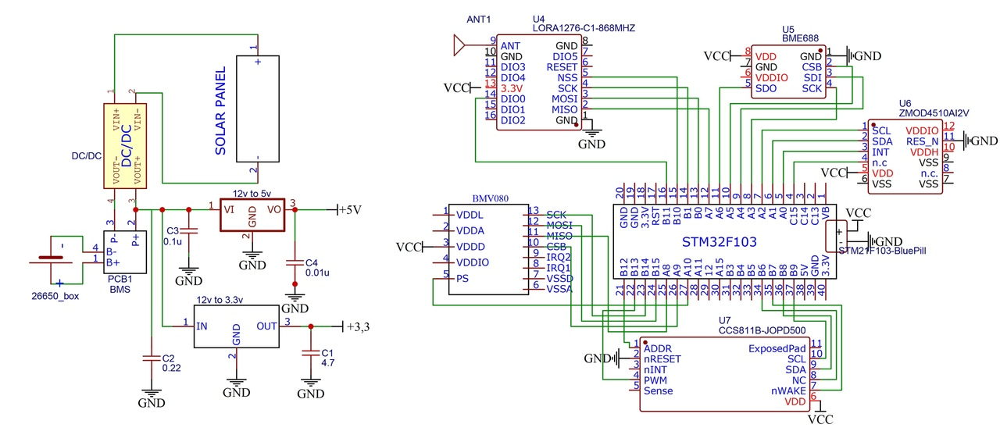 1
+
SOLAR PANEL
-
2
1
2
VIN+
VIN-
DC/DC
DC/DC
VOUT-
VOUT+
4
3
3
2
P-
P+
4
B-
1
B+
PCB1
BMS
-
+
26650_box
C3
0.1u
GND
12v to 5v
1
VI
VO
3
GND
2
GND
+5V
C4
0.01u
GND
12v to 3.3v
1
IN
OUT
3
GND
2
GND
+3,3
C1
4.7
GND
C2
0.22
GND
ANT1
U4
LORA1276-C1-868MHZ
9 ANT GND 8
10 GND DIO5 7
11 DIO3 RESET 6
12 DIO4 NSS 5
VCC 13 3.3V SCK 4
14 DIO0 MOSI 3
15 DIO1 MISO 2
16 DIO2 GND 1
GND
U5
BME688
VCC 8 VDD GND 1 GND
7 GND CSB 2
6 VDDIO SDI 3
5 SDO SCK 4
U6
ZMOD4510AI2V
1 SCL VDDIO 12
2 SDA RES_N 11 GND
3 INT VDDH 10
4 n.c VSS 9
VCC 5 VDD n.c. 8
6 VSS VSS 7
BMV080
1 VDDL 13 SCK
2 VDDA 12 MOSI
11 MISO
VCC 3 VDDD 10 CSB
4 VDDIO 9 IRQ2
8 IRQ1
5 PS 7 VSSD
6 VSSA
20 19 18 17 16 15 14 13 12 11 10 9 8 7 6 5 4 3 2 1
GND GND 3.3V RST B11 B10 B1 B0 A7 A6 A5 A4 A3 A2 A1 A0 C15 C14 C13 VB
STM32F103
VCC
+
-
GND
STM21F103-BluePill
B12 B13 B14 B15 A8 A9 A10 A11 12 A15 B3 B4 B5 B6 B7 B8 B9 5V GND 3.3V
21 22 23 24 25 26 27 28 29 30 31 32 33 34 35 36 37 38 39 40
U7
CCS811B-JOPD500
1 ADDR ExposedPad 11
GND 2 nRESET SCL 10
3 nINT SDA 9
4 PWM NC 8
5 Sense nWAKE 7
VDD 6
VCC